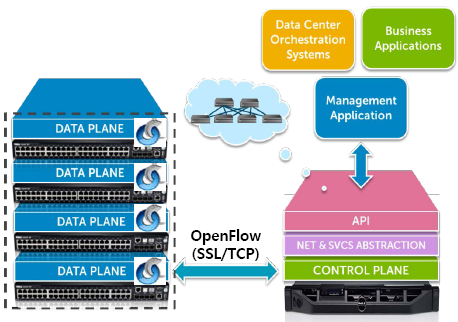 Data Center
Orchestration
Systems
Business
Applications
Management
Application
DATA PLANE
DATA PLANE
DATA PLANE
DATA PLANE
OpenFlow
(SSL/TCP)
API
NET & SVCS ABSTRACTION
CONTROL PLANE